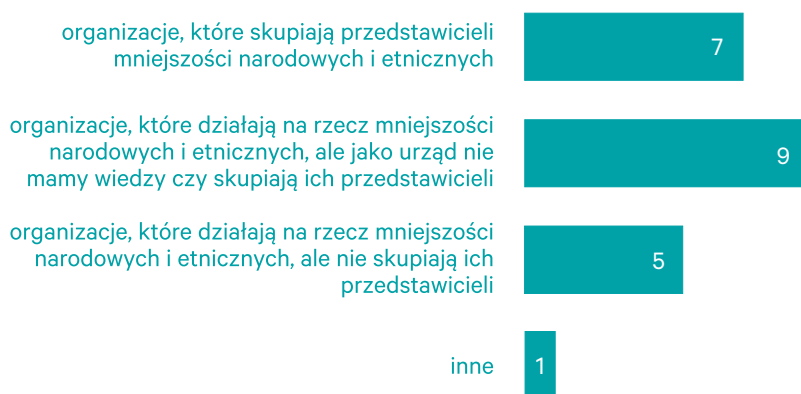 organizacje, które skupiają przedstawicieli
mniejszości narodowych i etnicznych
7
organizacje, które działają na rzecz mniejszości
narodowych i etnicznych, ale jako urząd nie
mamy wiedzy czy skupiają ich przedstawicieli
9
organizacje, które działają na rzecz mniejszości
narodowych i etnicznych, ale nie skupiają ich
przedstawicieli
5
inne
1